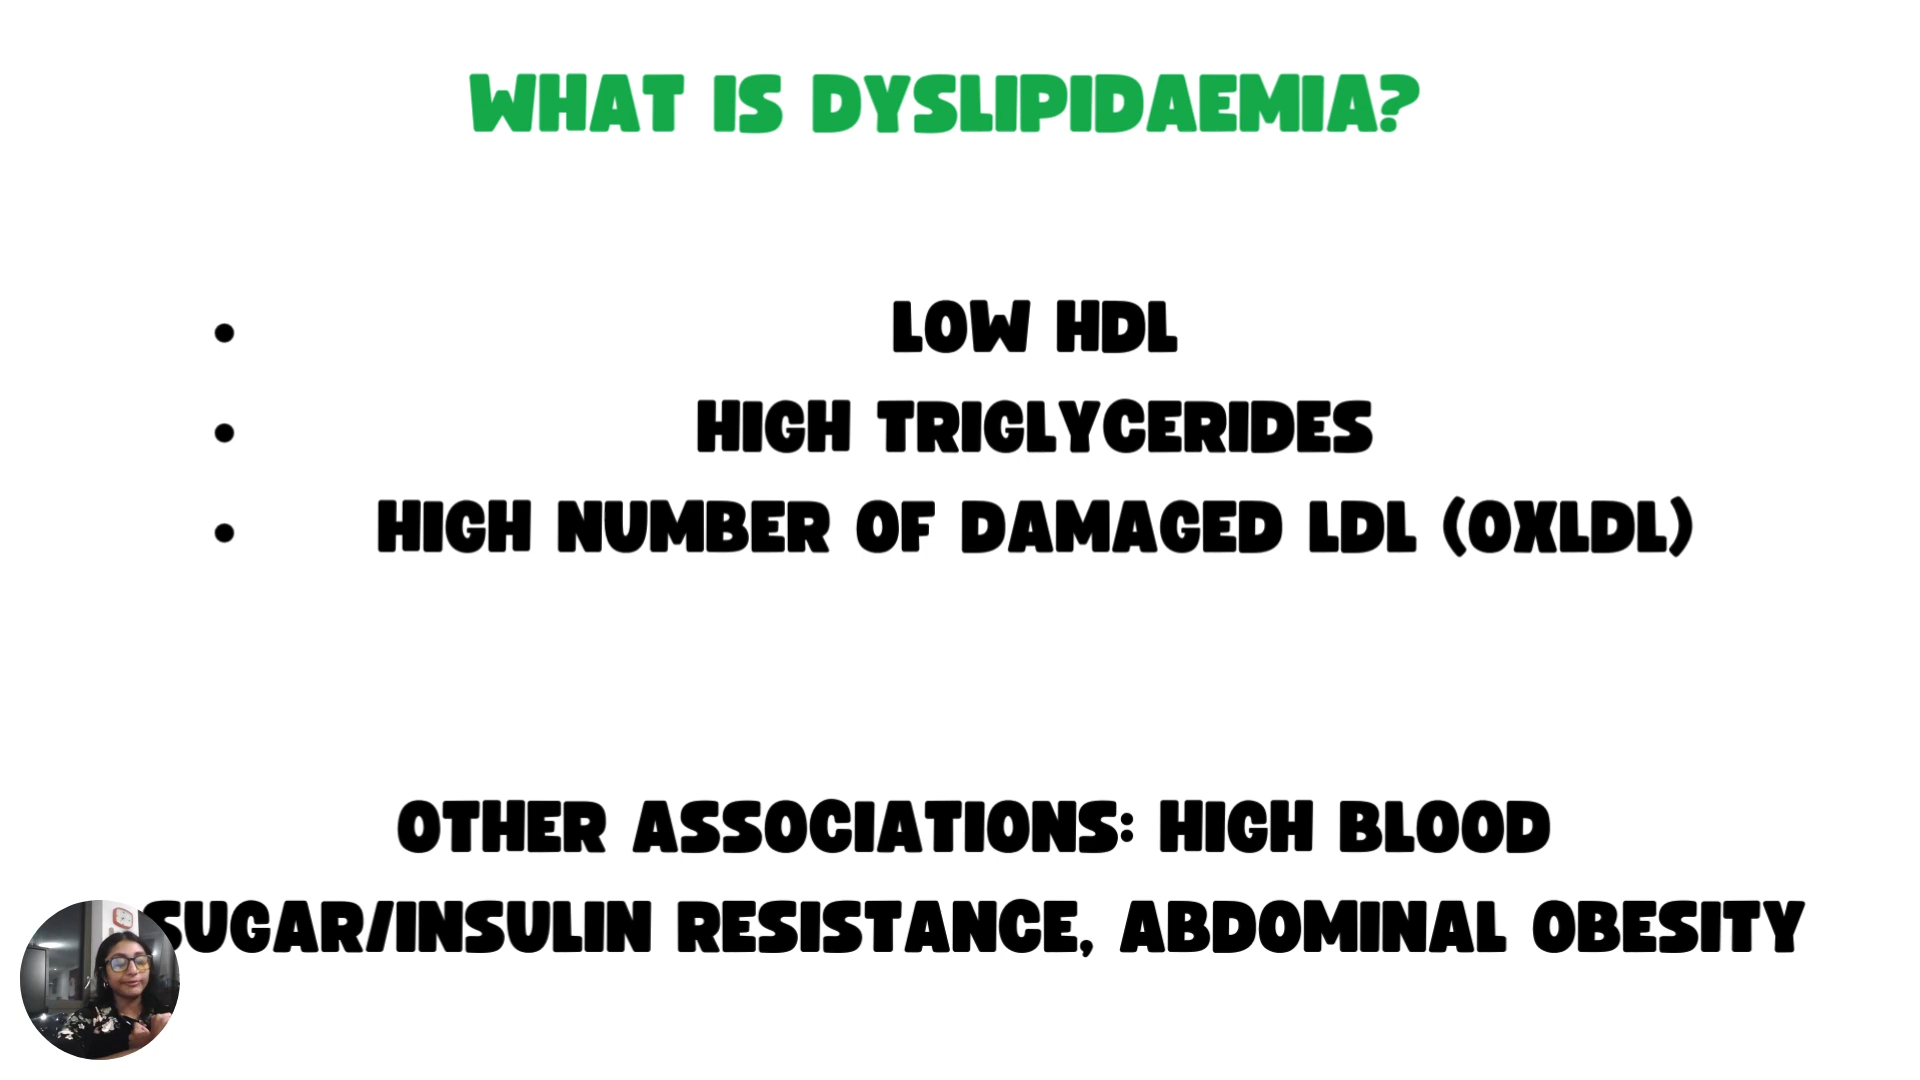 WHAT IS DYSLIPIDAEMIA?
• LOW HDL
• HIGH TRIGLYCERIDES
• HIGH NUMBER OF DAMAGED LDL (OXLDL)
OTHER ASSOCIATIONS: HIGH BLOOD
SUGAR/INSULIN RESISTANCE, ABDOMINAL OBESITY